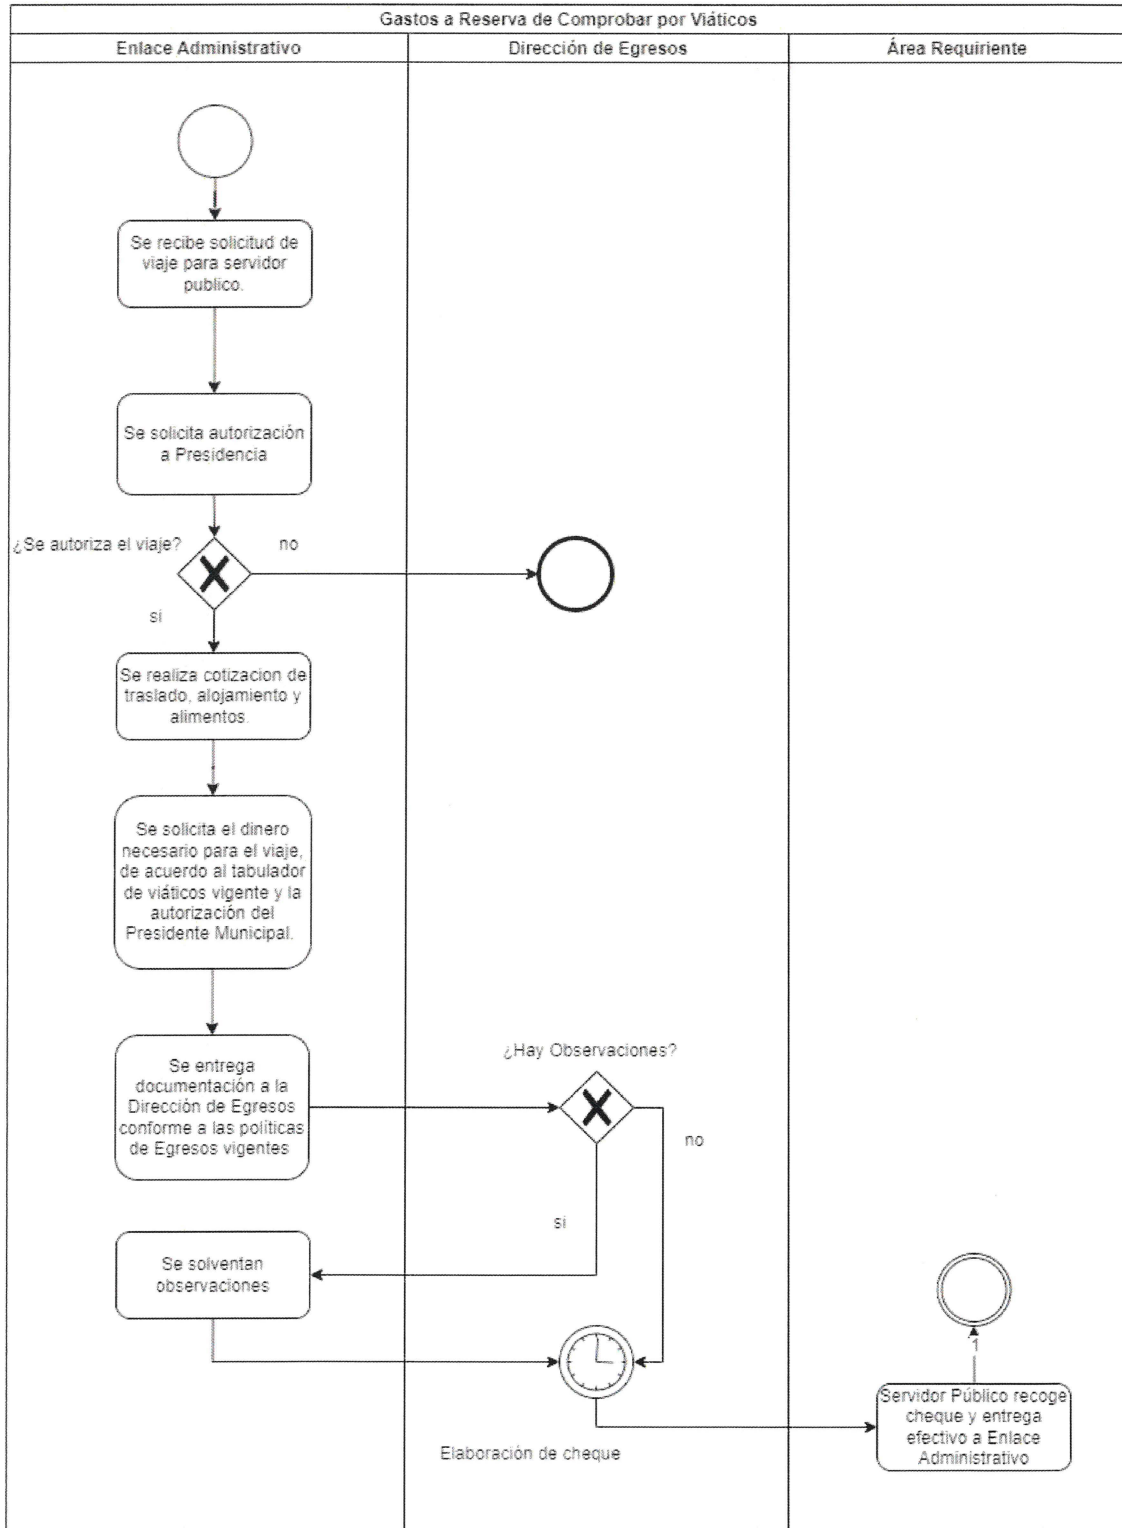 Gastos a Reserva de Comprobar por Viáticos
Enlace Administrativo
Dirección de Egresos
Área Requiriente
Se recibe solicitud de
viaje para servidor
publico.
Se solicita autorización
a Presidencia
¿Se autoriza el viaje?
no
si
Se realiza cotizacion de
traslado, alojamiento y
alimentos.
Se solicita el dinero
necesario para el viaje,
de acuerdo al tabulador
de viáticos vigente y la
autorización del
Presidente Municipal.
Se entrega
documentación a la
Dirección de Egresos
conforme a las políticas
de Egresos vigentes
¿Hay Observaciones?
no
si
Se solventan
observaciones
Elaboración de cheque
1
Servidor Público recoge
cheque y entrega
efectivo a Enlace
Administrativo